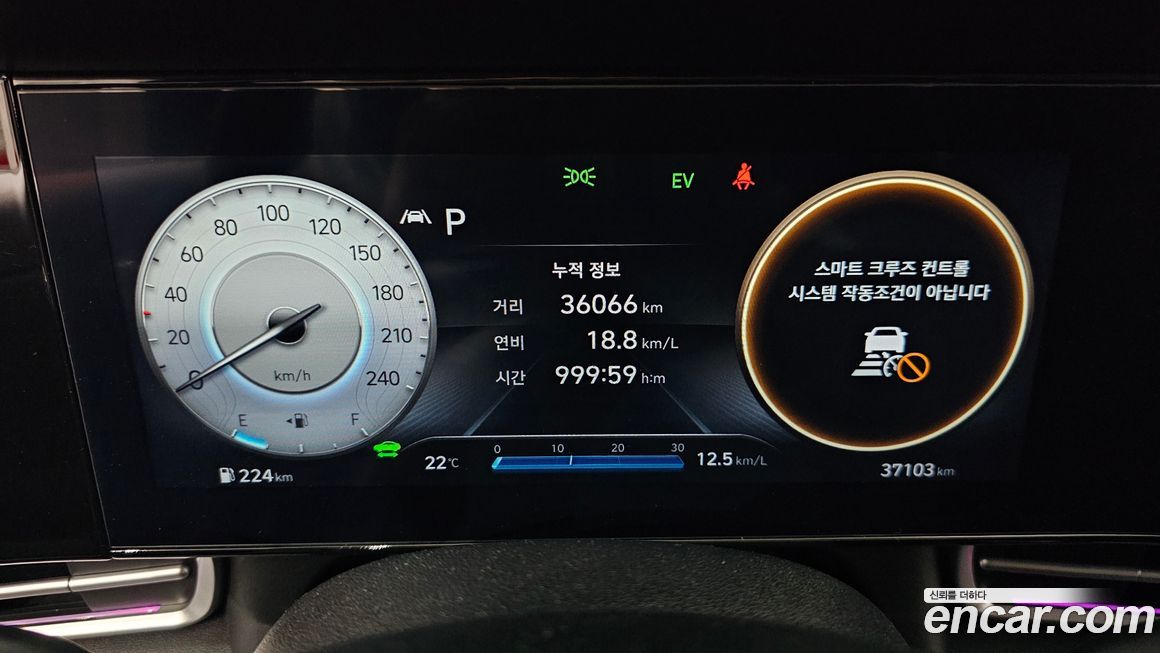 EV
P
0
20
40
60
80
100
120
150
180
210
240
km/h
E
F
224 km
누적 정보
거리 36066 km
연비 18.8 km/L
시간 999:59 h:m
22℃
0 10 20 30
12.5 km/L
스마트 크루즈 컨트롤
시스템 작동조건이 아닙니다
37103 km
신뢰를 더하다
encar.com